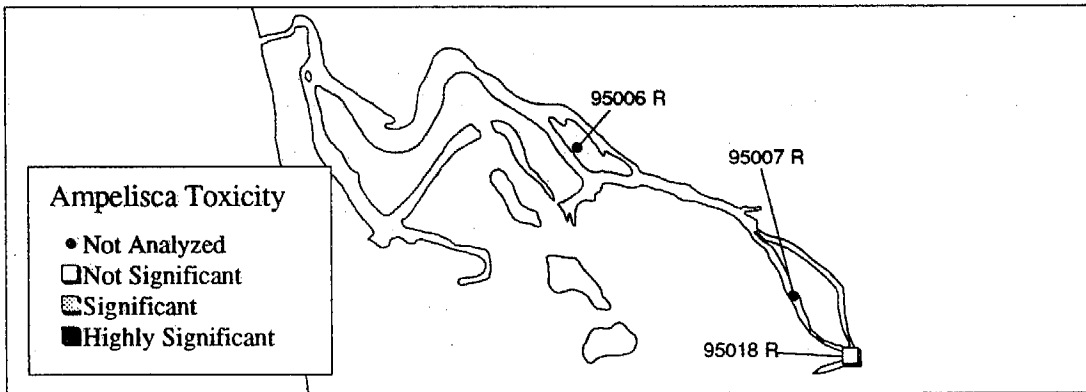 95006 R
95007 R
Ampelisca Toxicity
Not Analyzed
Not Significant
Significant
Highly Significant
95018 R